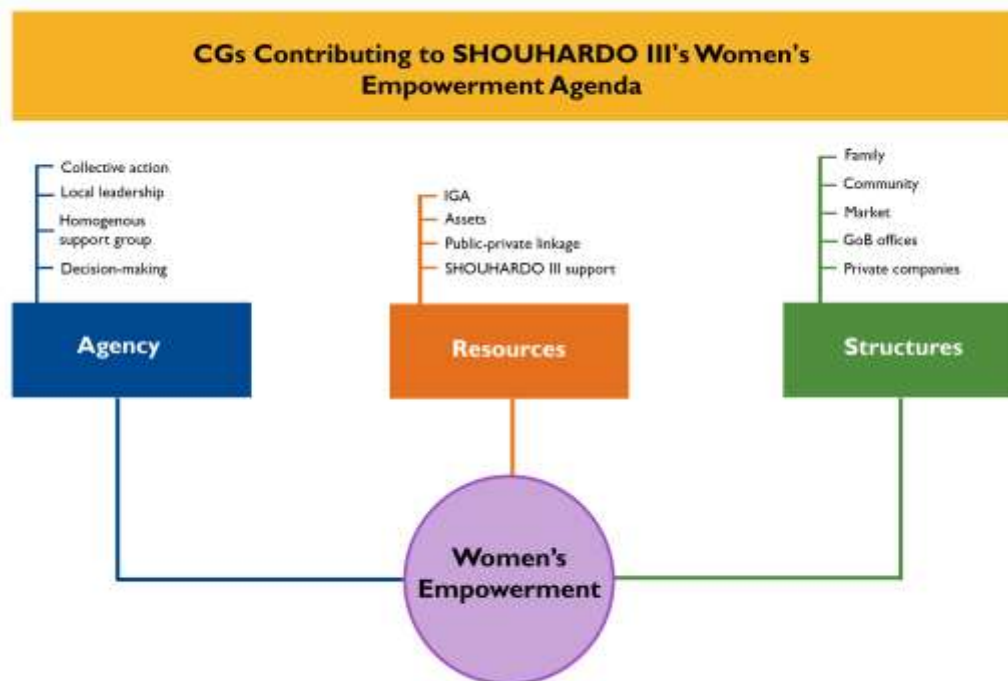 CGs Contributing to SHOUHARDO III's Women's
Empowerment Agenda
Collective action
Local leadership
Homogenous
support group
Decision-making
Agency
IGA
Assets
Public-private linkage
SHOUHARDO III support
Resources
Family
Community
Market
GoB offices
Private companies
Structures
Women's
Empowerment